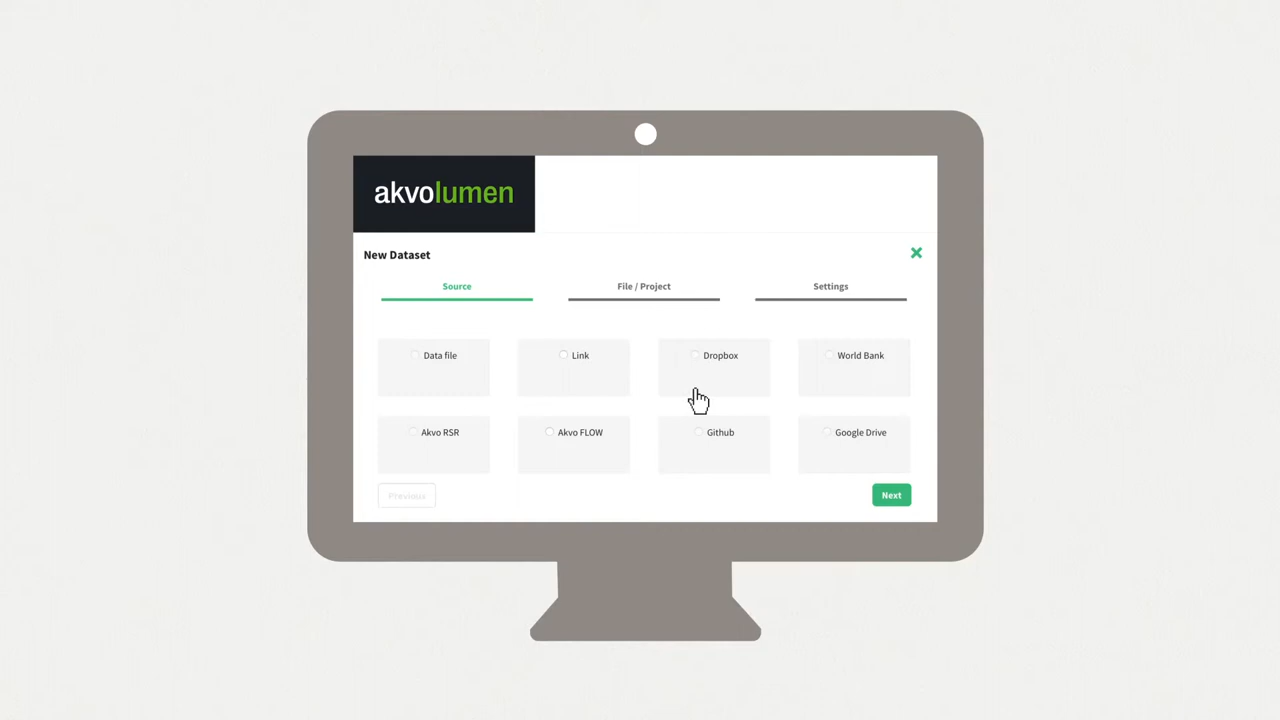 akvolumen
New Dataset
Source File / Project Settings
Data file Link Dropbox World Bank
Akvo RSR Akvo FLOW Github Google Drive
Previous Next